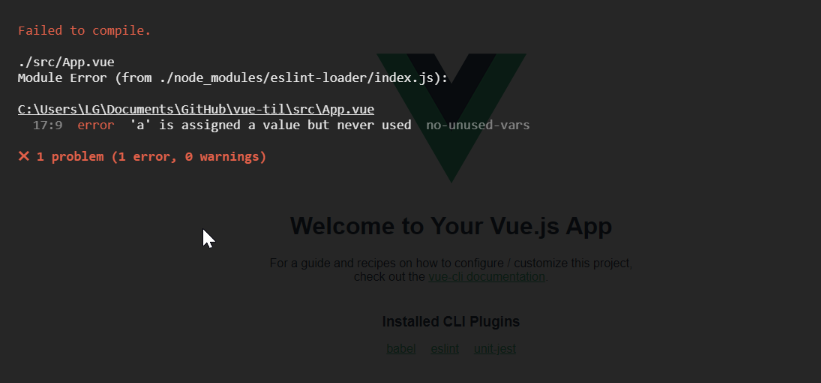 Failed to compile.
./src/App.vue
Module Error (from ./node_modules/eslint-loader/index.js):
C:\Users\LG\Documents\GitHub\vue-til\src\App.vue
17:9  error  'a' is assigned a value but never used  no-unused-vars
✕ 1 problem (1 error, 0 warnings)
Welcome to Your Vue.js App
For a guide and recipes on how to configure / customize this project,
check out the vue-cli documentation.
Installed CLI Plugins
babel eslint unit-jest